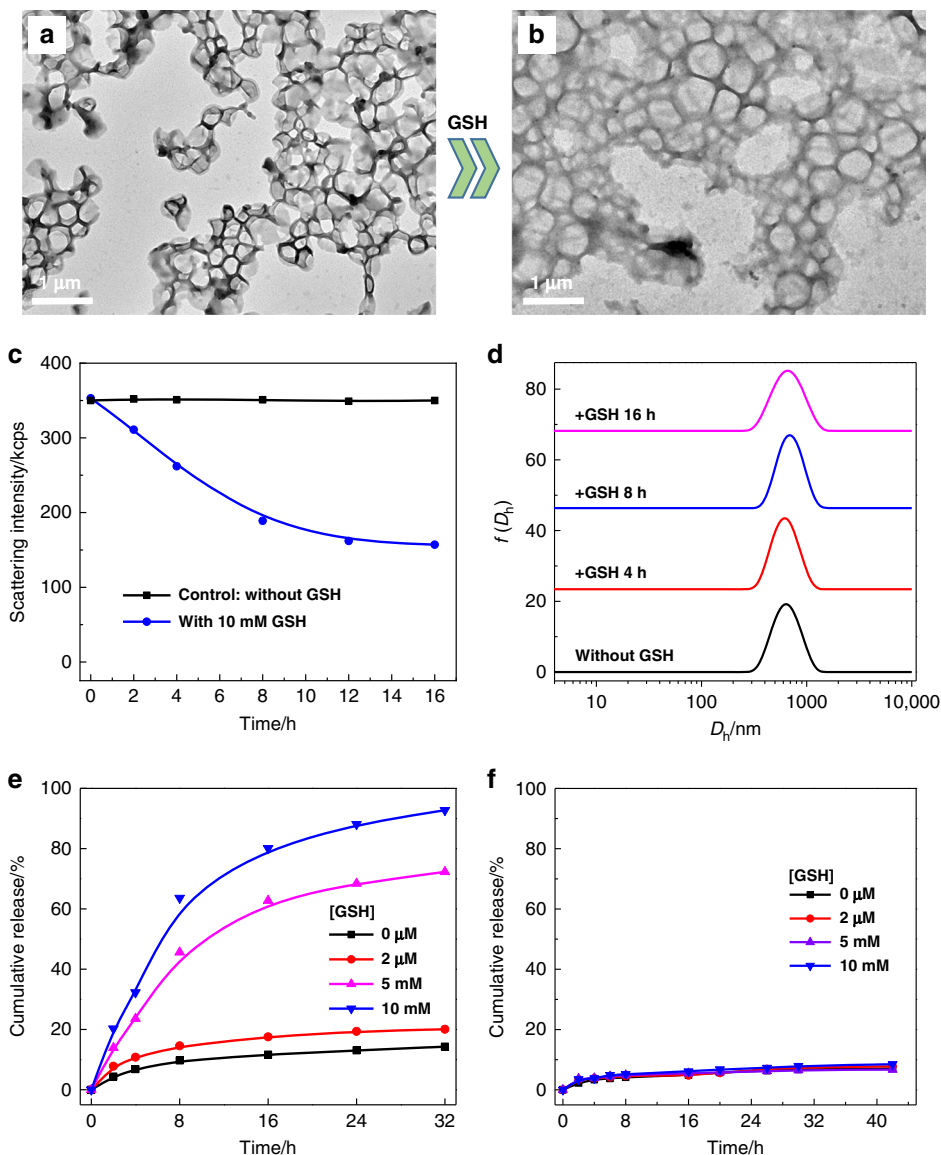 a
GSH
b
1 μm
1 μm
c
400
300
200
100
0
Scattering intensity/kcps
Control: without GSH
With 10 mM GSH
0 2 4 6 8 10 12 14 16
Time/h
d
80
60
40
20
0
f (Dh)
+GSH 16 h
+GSH 8 h
+GSH 4 h
Without GSH
10 100 1000 10,000
Dh/nm
e
100
80
60
40
20
0
Cumulative release/%
[GSH]
0 μM
2 μM
5 mM
10 mM
0 8 16 24 32
Time/h
f
100
80
60
40
20
0
Cumulative release/%
[GSH]
0 μM
2 μM
5 mM
10 mM
0 10 20 30 40
Time/h